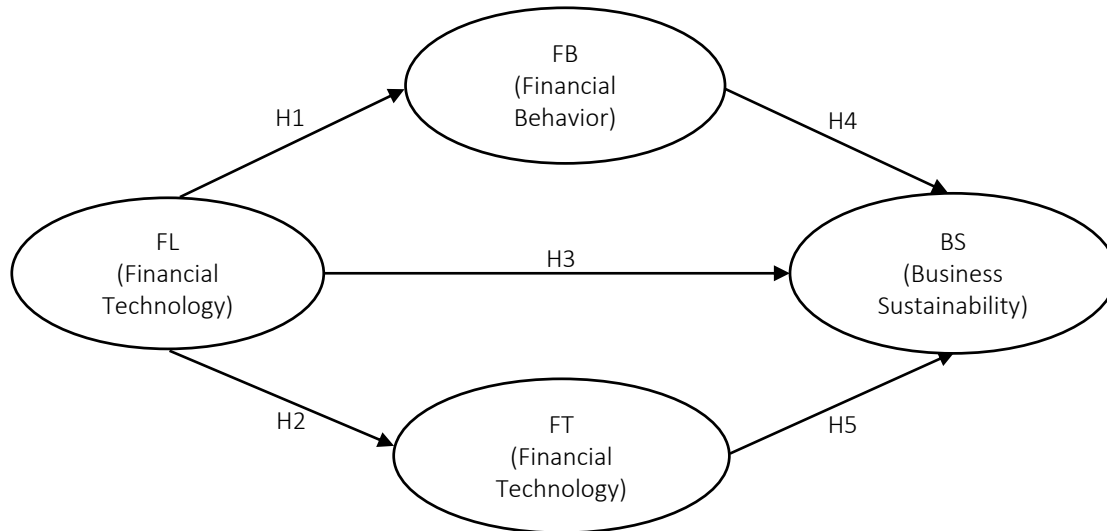 FB
(Financial
Behavior)
H1
H4
FL
(Financial
Technology)
H3
BS
(Business
Sustainability)
H2
FT
(Financial
Technology)
H5